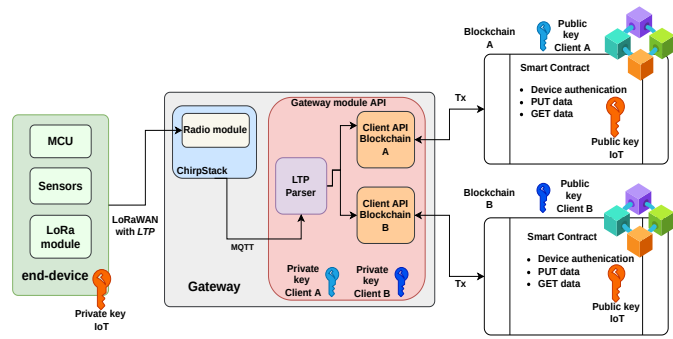 MCU
Sensors
LoRa
module
end-device
Private key
IoT
LoRaWAN
with LTP
Radio module
ChirpStack
MQTT
Gateway
Gateway module API
LTP
Parser
Client API
Blockchain
A
Client API
Blockchain
B
Private
key
Client A
Private
key
Client B
Tx
Tx
Blockchain
A
Public
key
Client A
Smart Contract
Device authenication
PUT data
GET data
Public key
IoT
Blockchain
B
Public
key
Client B
Smart Contract
Device authenication
PUT data
GET data
Public key
IoT